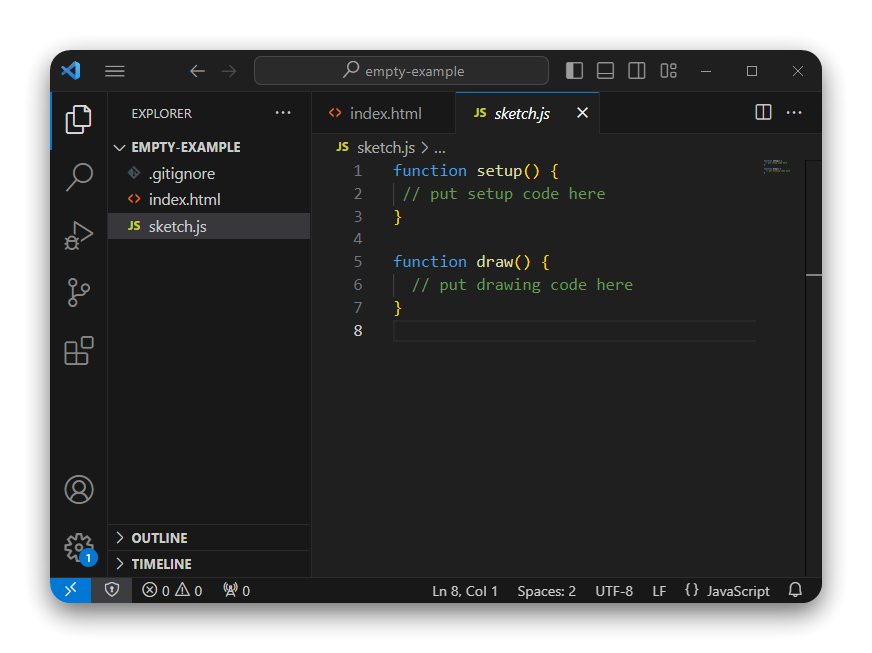 empty-example
EXPLORER
index.html
JS sketch.js
EMPTY-EXAMPLE
.gitignore
index.html
JS sketch.js
JS sketch.js > ...
1 function setup() {
2 // put setup code here
3 }
4
5 function draw() {
6 // put drawing code here
7 }
8
OUTLINE
TIMELINE
1
0 0 0 Ln 8, Col 1 Spaces: 2 UTF-8 LF {} JavaScript